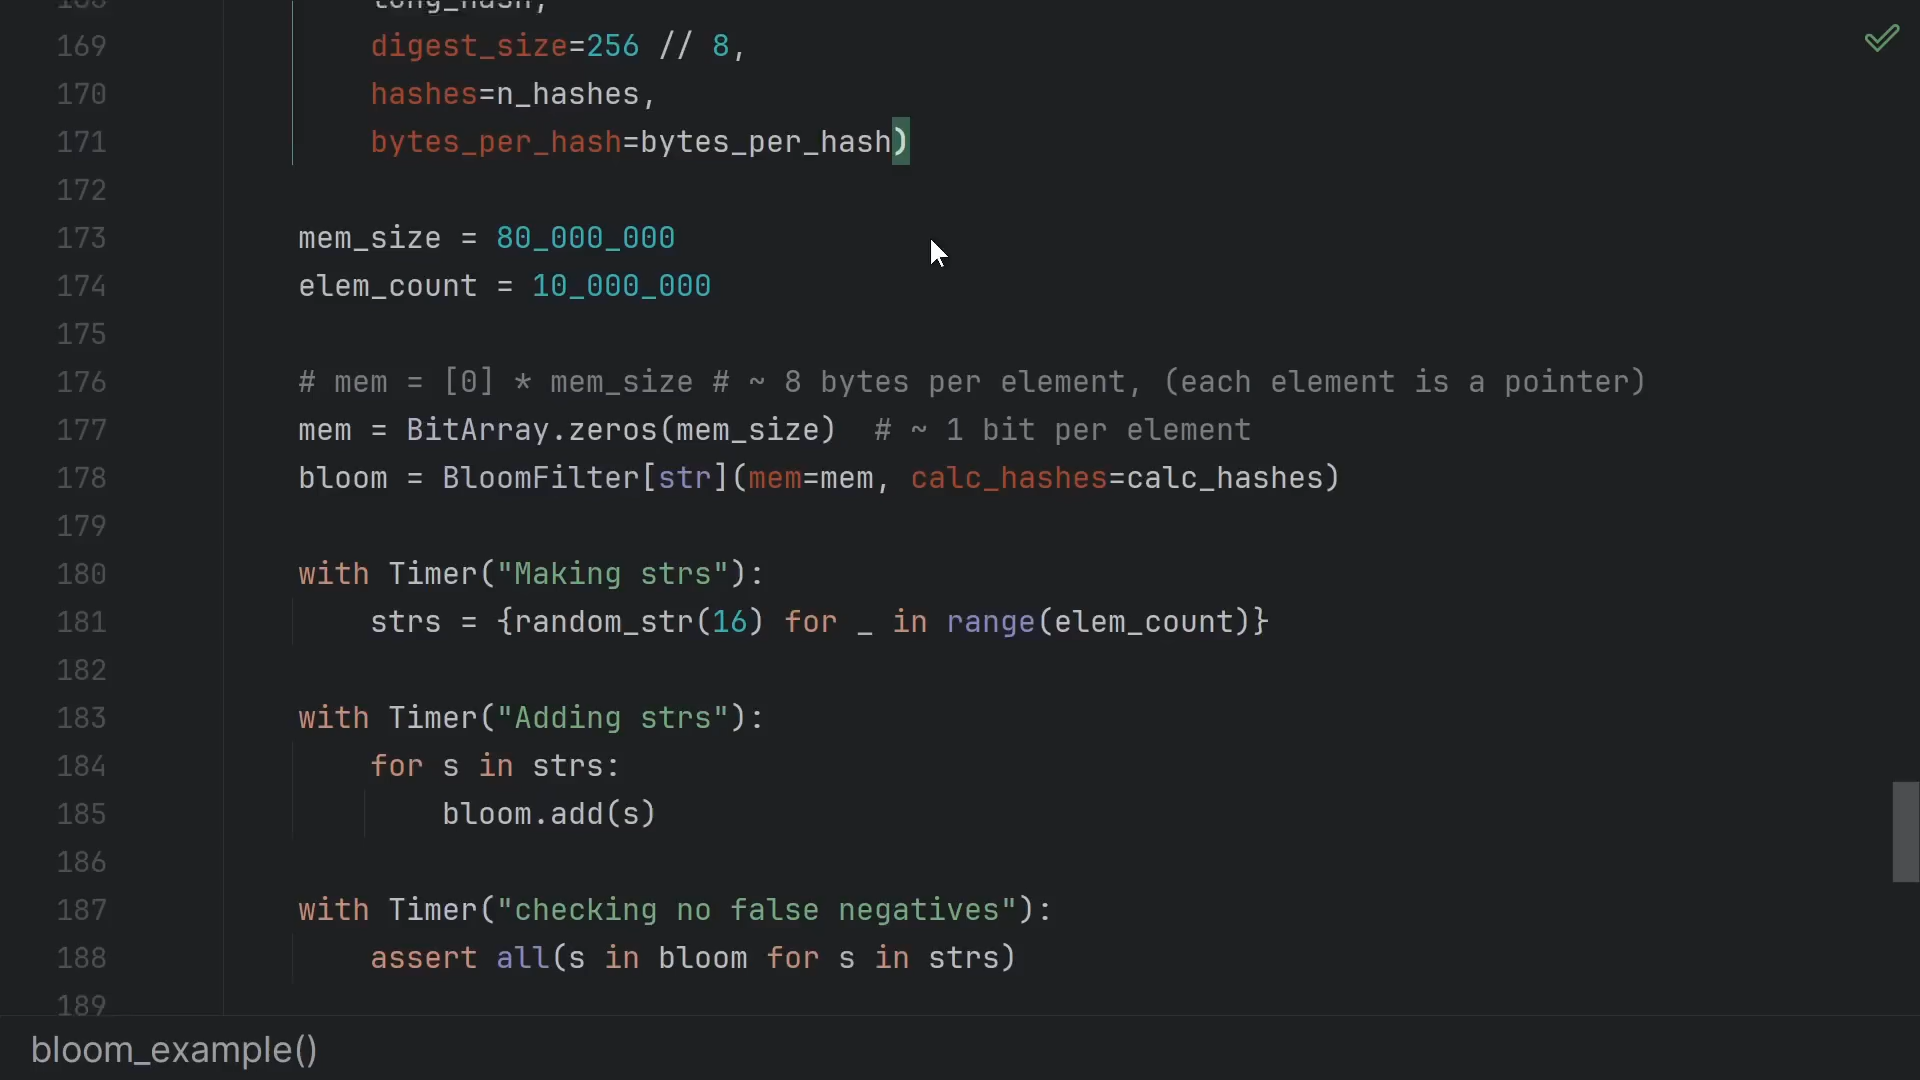 long_hash,
169 digest_size=256 // 8,
170 hashes=n_hashes,
171 bytes_per_hash=bytes_per_hash)
172
173 mem_size = 80_000_000
174 elem_count = 10_000_000
175
176 # mem = [0] * mem_size # ~ 8 bytes per element, (each element is a pointer)
177 mem = BitArray.zeros(mem_size)  # ~ 1 bit per element
178 bloom = BloomFilter[str](mem=mem, calc_hashes=calc_hashes)
179
180 with Timer("Making strs"):
181 strs = {random_str(16) for _ in range(elem_count)}
182
183 with Timer("Adding strs"):
184 for s in strs:
185 bloom.add(s)
186
187 with Timer("checking no false negatives"):
188 assert all(s in bloom for s in strs)
189
bloom_example()